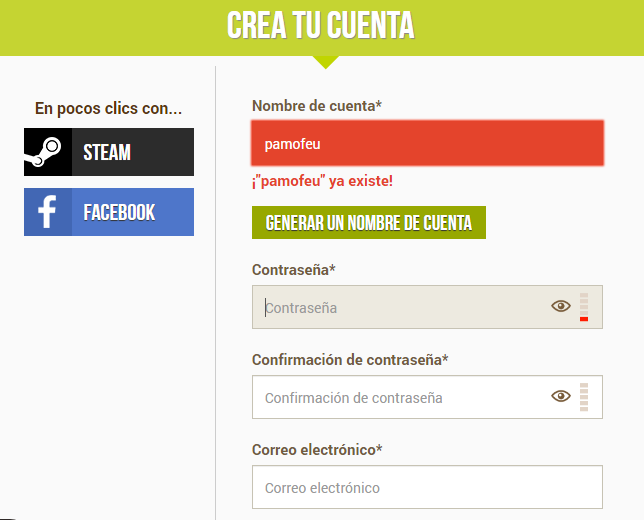 CREA TU CUENTA
En pocos clics con...
STEAM
FACEBOOK
Nombre de cuenta*
pamofeu
¡"pamofeu" ya existe!
GENERAR UN NOMBRE DE CUENTA
Contraseña*
Contraseña
Confirmación de contraseña*
Confirmación de contraseña
Correo electrónico*
Correo electrónico